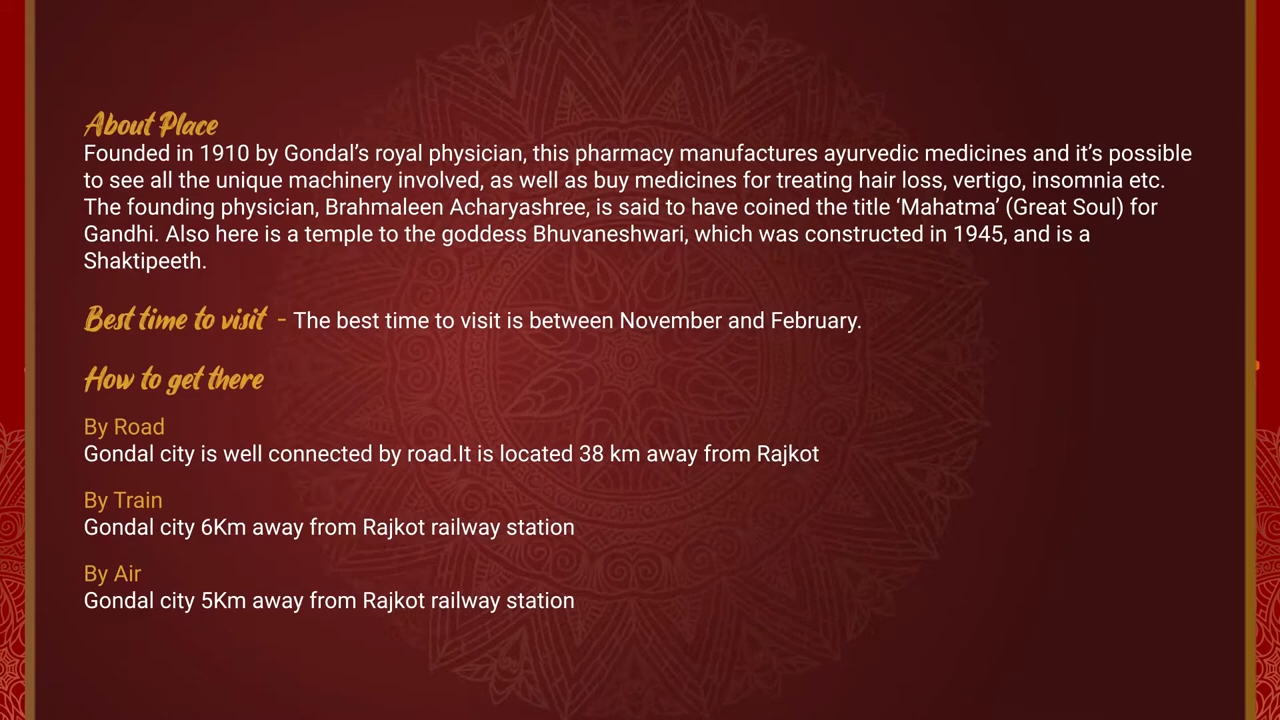 About Place
Founded in 1910 by Gondal’s royal physician, this pharmacy manufactures ayurvedic medicines and it’s possible
to see all the unique machinery involved, as well as buy medicines for treating hair loss, vertigo, insomnia etc.
The founding physician, Brahmaleen Acharyashree, is said to have coined the title ‘Mahatma’ (Great Soul) for
Gandhi. Also here is a temple to the goddess Bhuvaneshwari, which was constructed in 1945, and is a
Shaktipeeth.
Best time to visit - The best time to visit is between November and February.
How to get there
By Road
Gondal city is well connected by road.It is located 38 km away from Rajkot
By Train
Gondal city 6Km away from Rajkot railway station
By Air
Gondal city 5Km away from Rajkot railway station